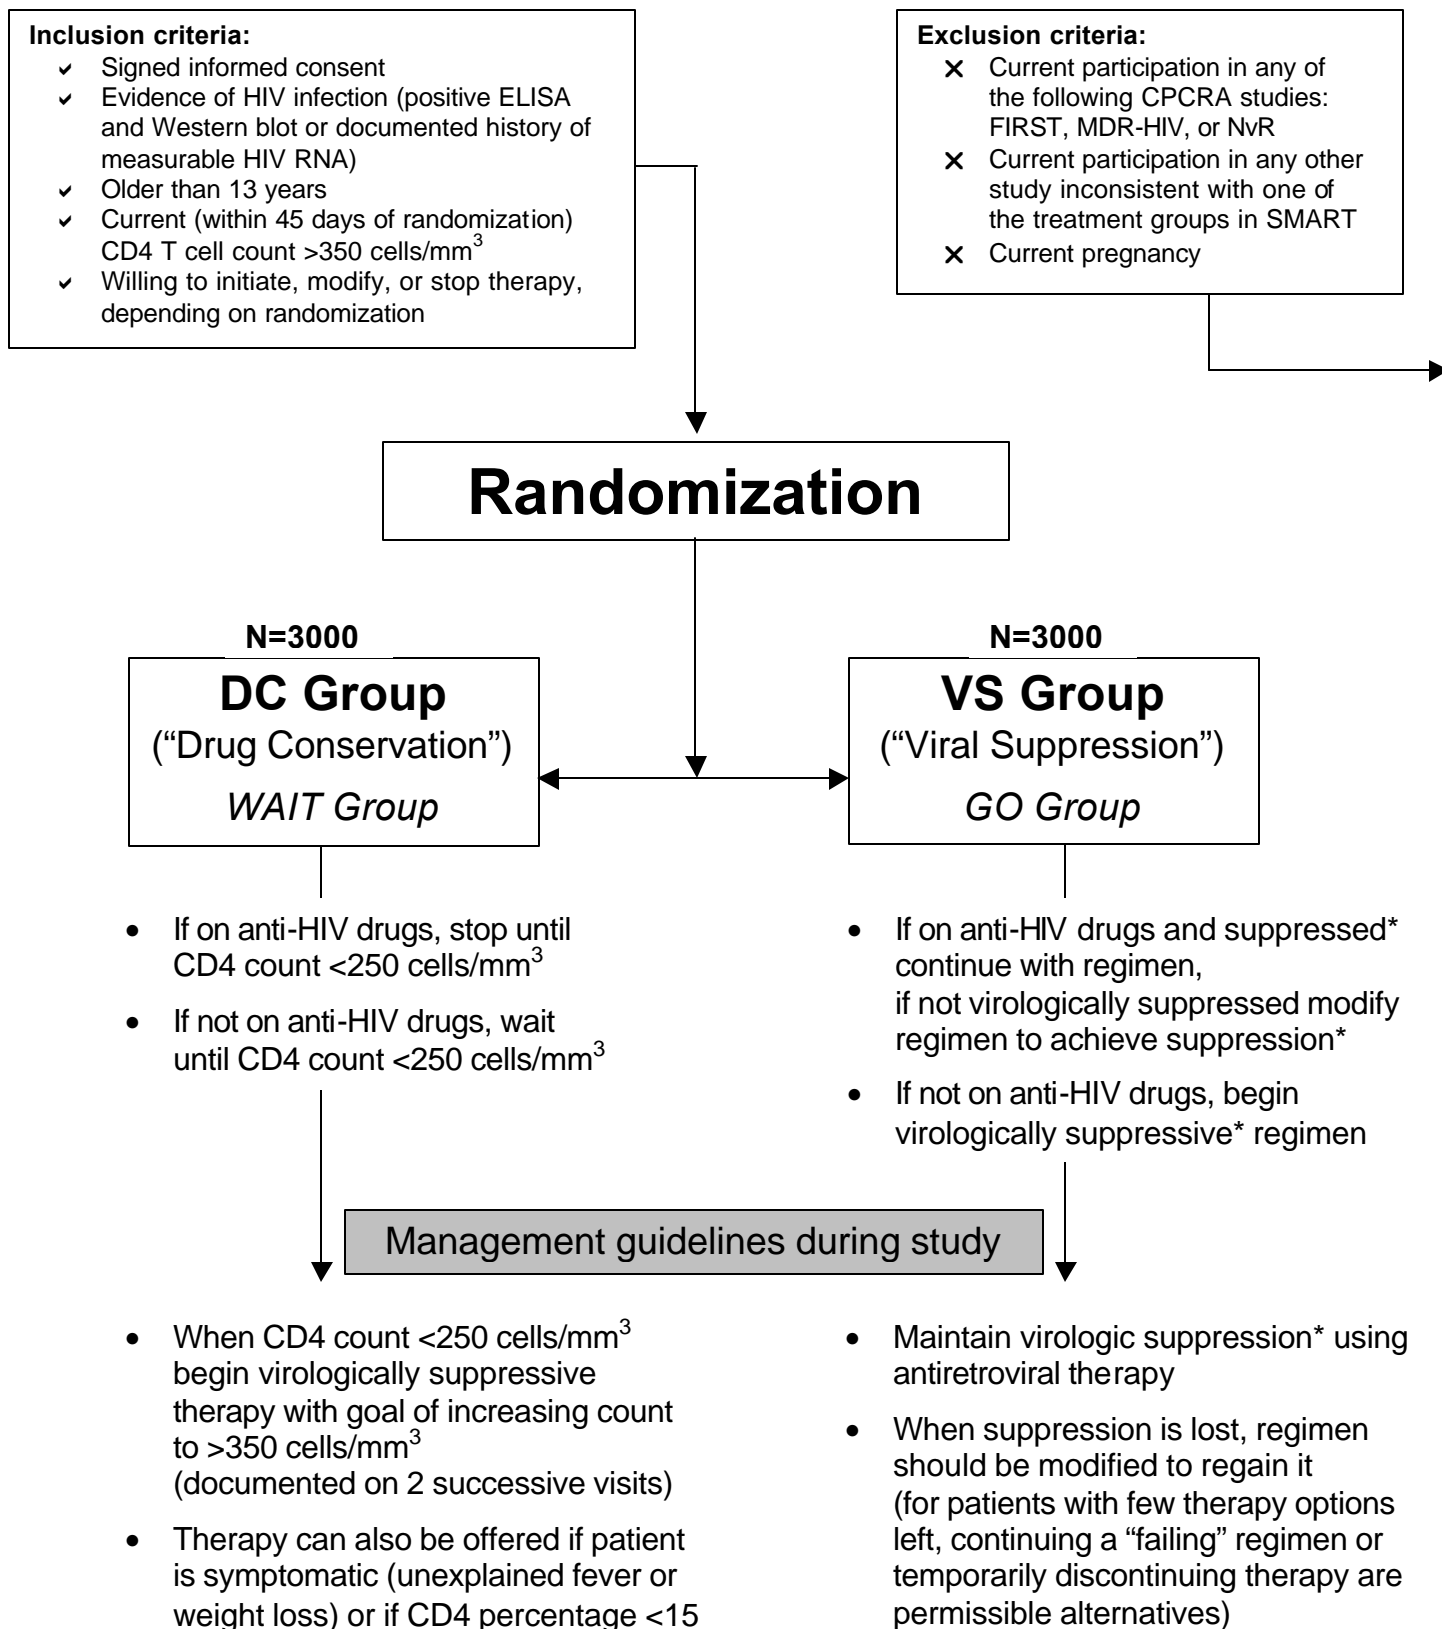 Inclusion criteria:
✓ Signed informed consent
✓ Evidence of HIV infection (positive ELISA
and Western blot or documented history of
measurable HIV RNA)
✓ Older than 13 years
✓ Current (within 45 days of randomization)
CD4 T cell count >350 cells/mm³
✓ Willing to initiate, modify, or stop therapy,
depending on randomization
Exclusion criteria:
✗ Current participation in any of
the following CPCRA studies:
FIRST, MDR-HIV, or NvR
✗ Current participation in any other
study inconsistent with one of
the treatment groups in SMART
✗ Current pregnancy
Randomization
N=3000
DC Group
(“Drug Conservation”)
WAIT Group
N=3000
VS Group
(“Viral Suppression”)
GO Group
• If on anti-HIV drugs, stop until
CD4 count <250 cells/mm³
• If not on anti-HIV drugs, wait
until CD4 count <250 cells/mm³
• If on anti-HIV drugs and suppressed*
continue with regimen,
if not virologically suppressed modify
regimen to achieve suppression*
• If not on anti-HIV drugs, begin
virologically suppressive* regimen
Management guidelines during study
• When CD4 count <250 cells/mm³
begin virologically suppressive
therapy with goal of increasing count
to >350 cells/mm³
(documented on 2 successive visits)
• Therapy can also be offered if patient
is symptomatic (unexplained fever or
weight loss) or if CD4 percentage <15
• Maintain virologic suppression* using
antiretroviral therapy
• When suppression is lost, regimen
should be modified to regain it
(for patients with few therapy options
left, continuing a “failing” regimen or
temporarily discontinuing therapy are
permissible alternatives)